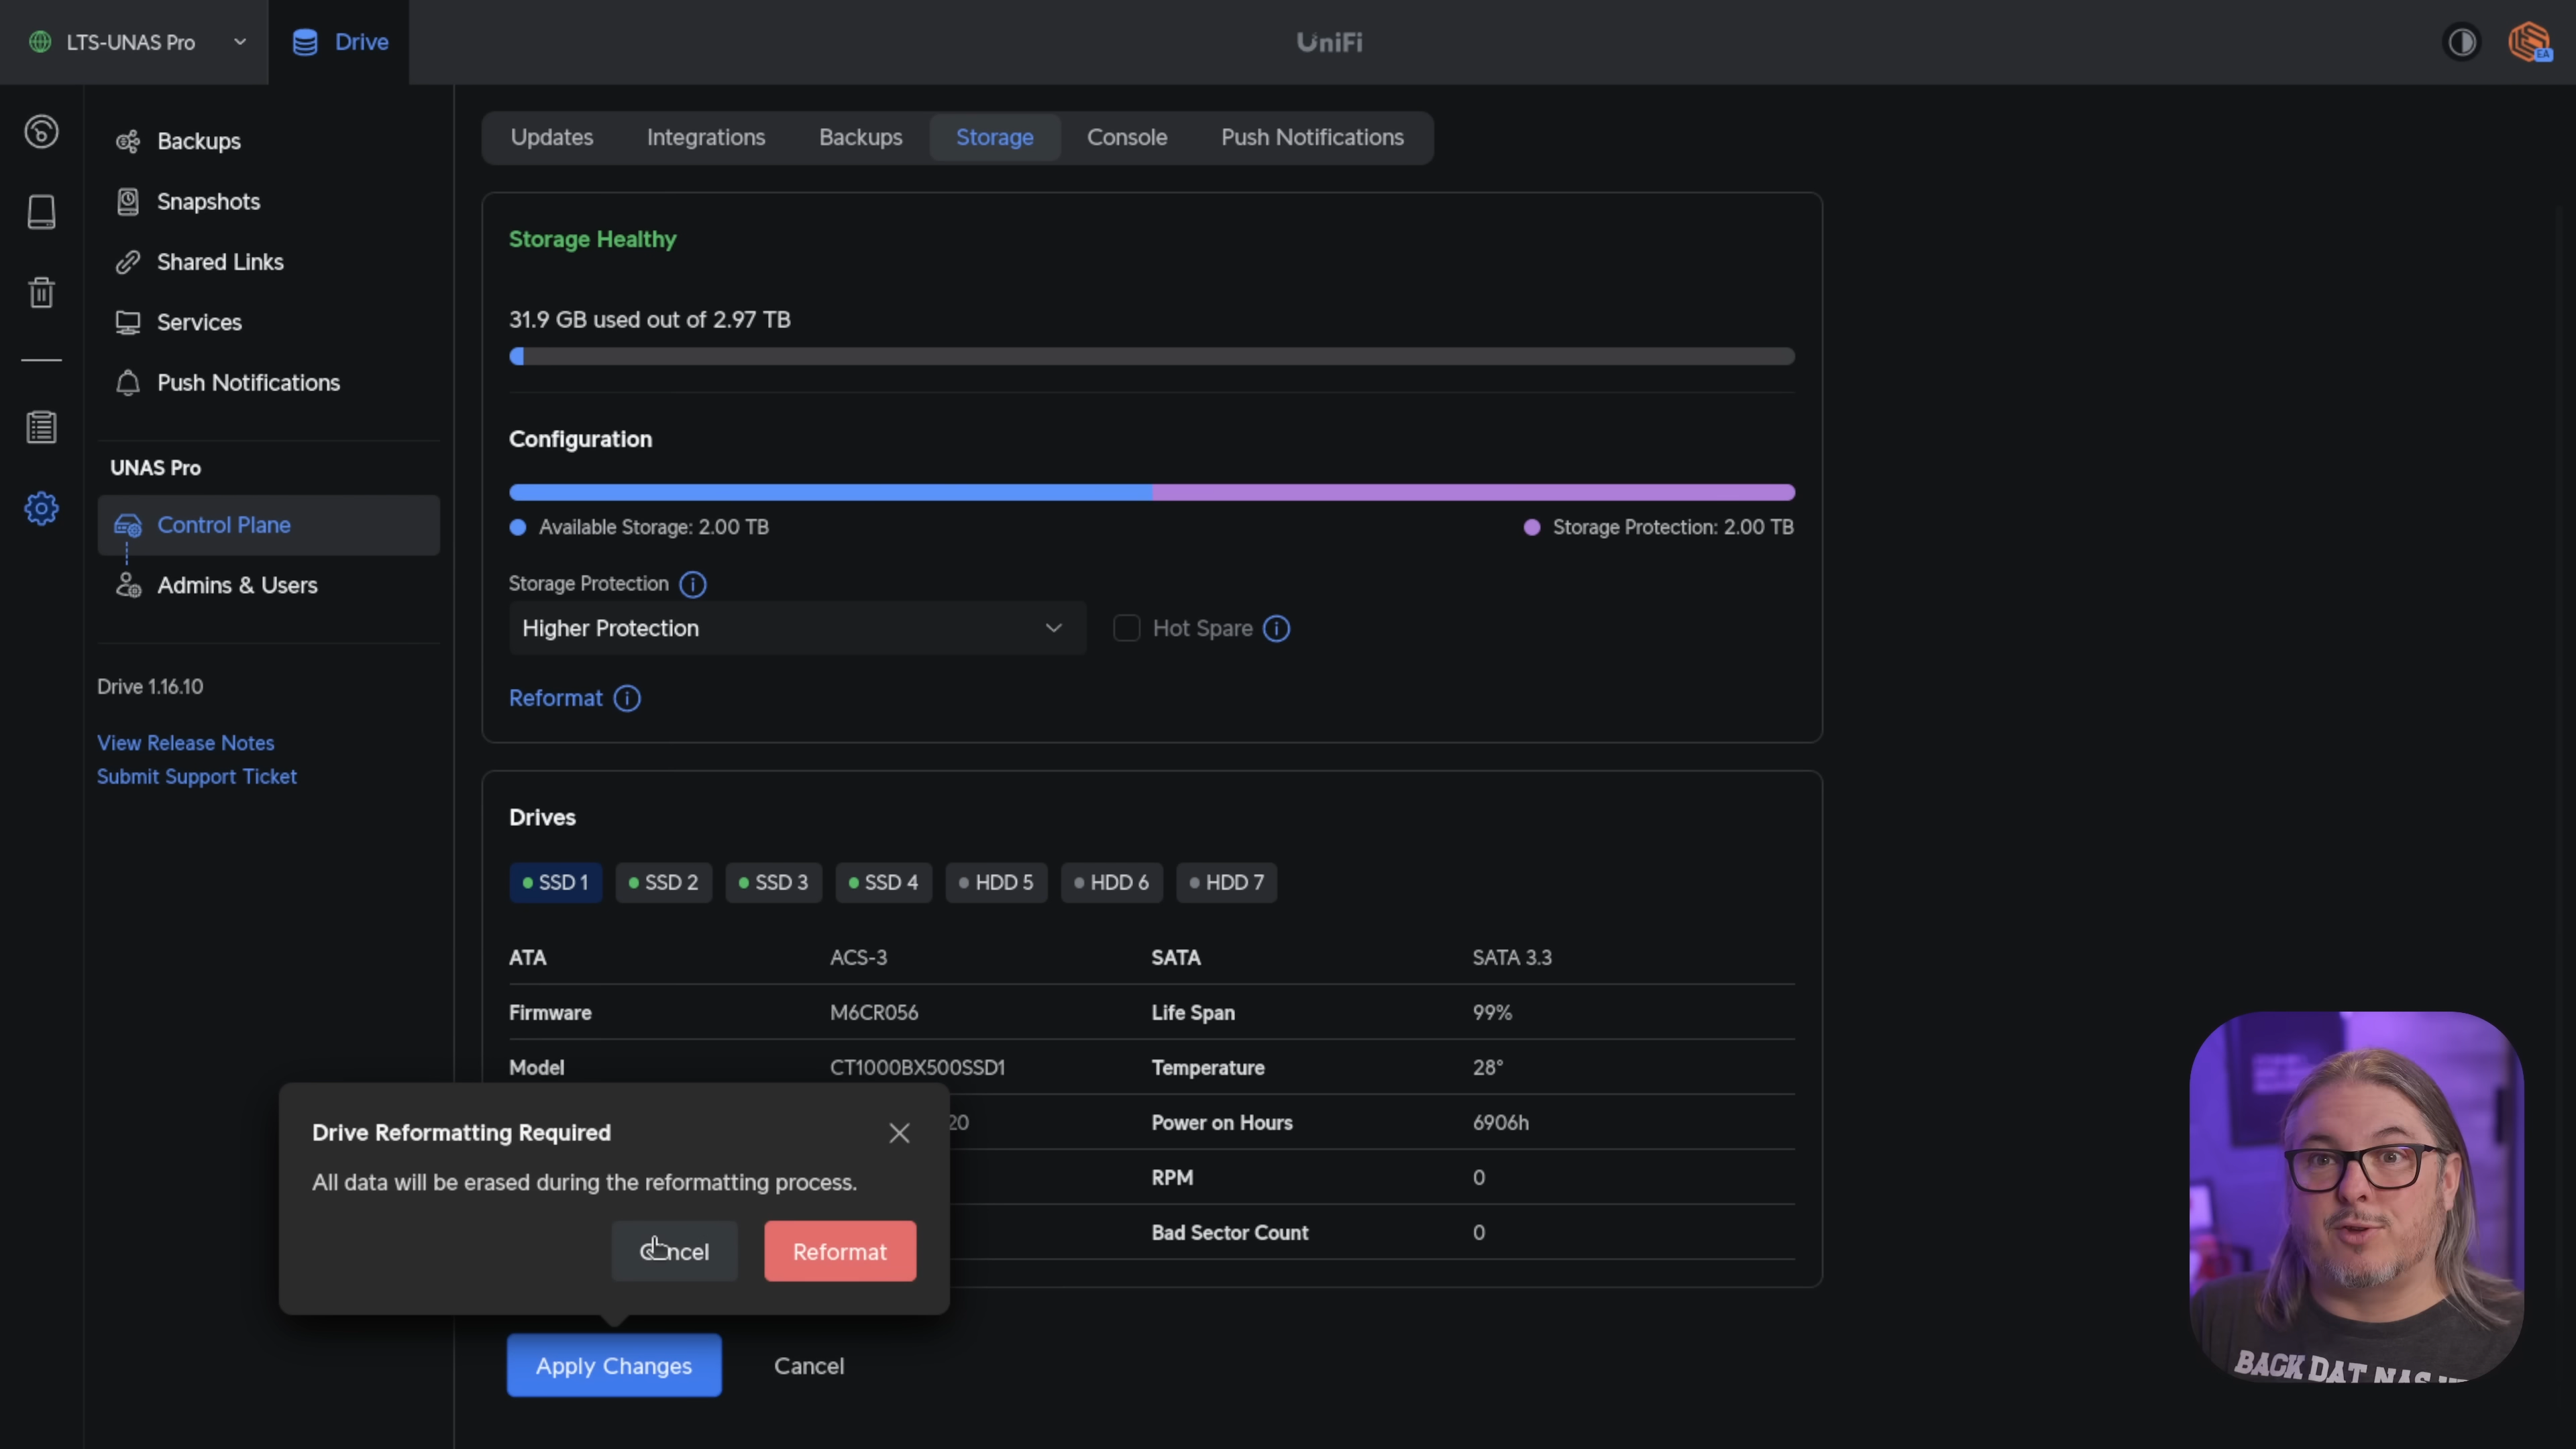 LTS-UNAS Pro
Drive
UniFi
EA
Backups
Snapshots
Shared Links
Services
Push Notifications
UNAS Pro
Control Plane
Admins & Users
Drive 1.16.10
View Release Notes
Submit Support Ticket
Updates Integrations Backups Storage Console Push Notifications
Storage Healthy
31.9 GB used out of 2.97 TB
Configuration
Available Storage: 2.00 TB Storage Protection: 2.00 TB
Storage Protection
Higher Protection Hot Spare
Reformat
Drives
SSD 1 SSD 2 SSD 3 SSD 4 HDD 5 HDD 6 HDD 7
ATA ACS-3 SATA SATA 3.3
Firmware M6CR056 Life Span 99%
Model CT1000BX500SSD1 Temperature 28°
20 Power on Hours 6906h
RPM 0
Bad Sector Count 0
Drive Reformatting Required
All data will be erased during the reformatting process.
Cancel Reformat
Apply Changes Cancel
BACK DAT NAS